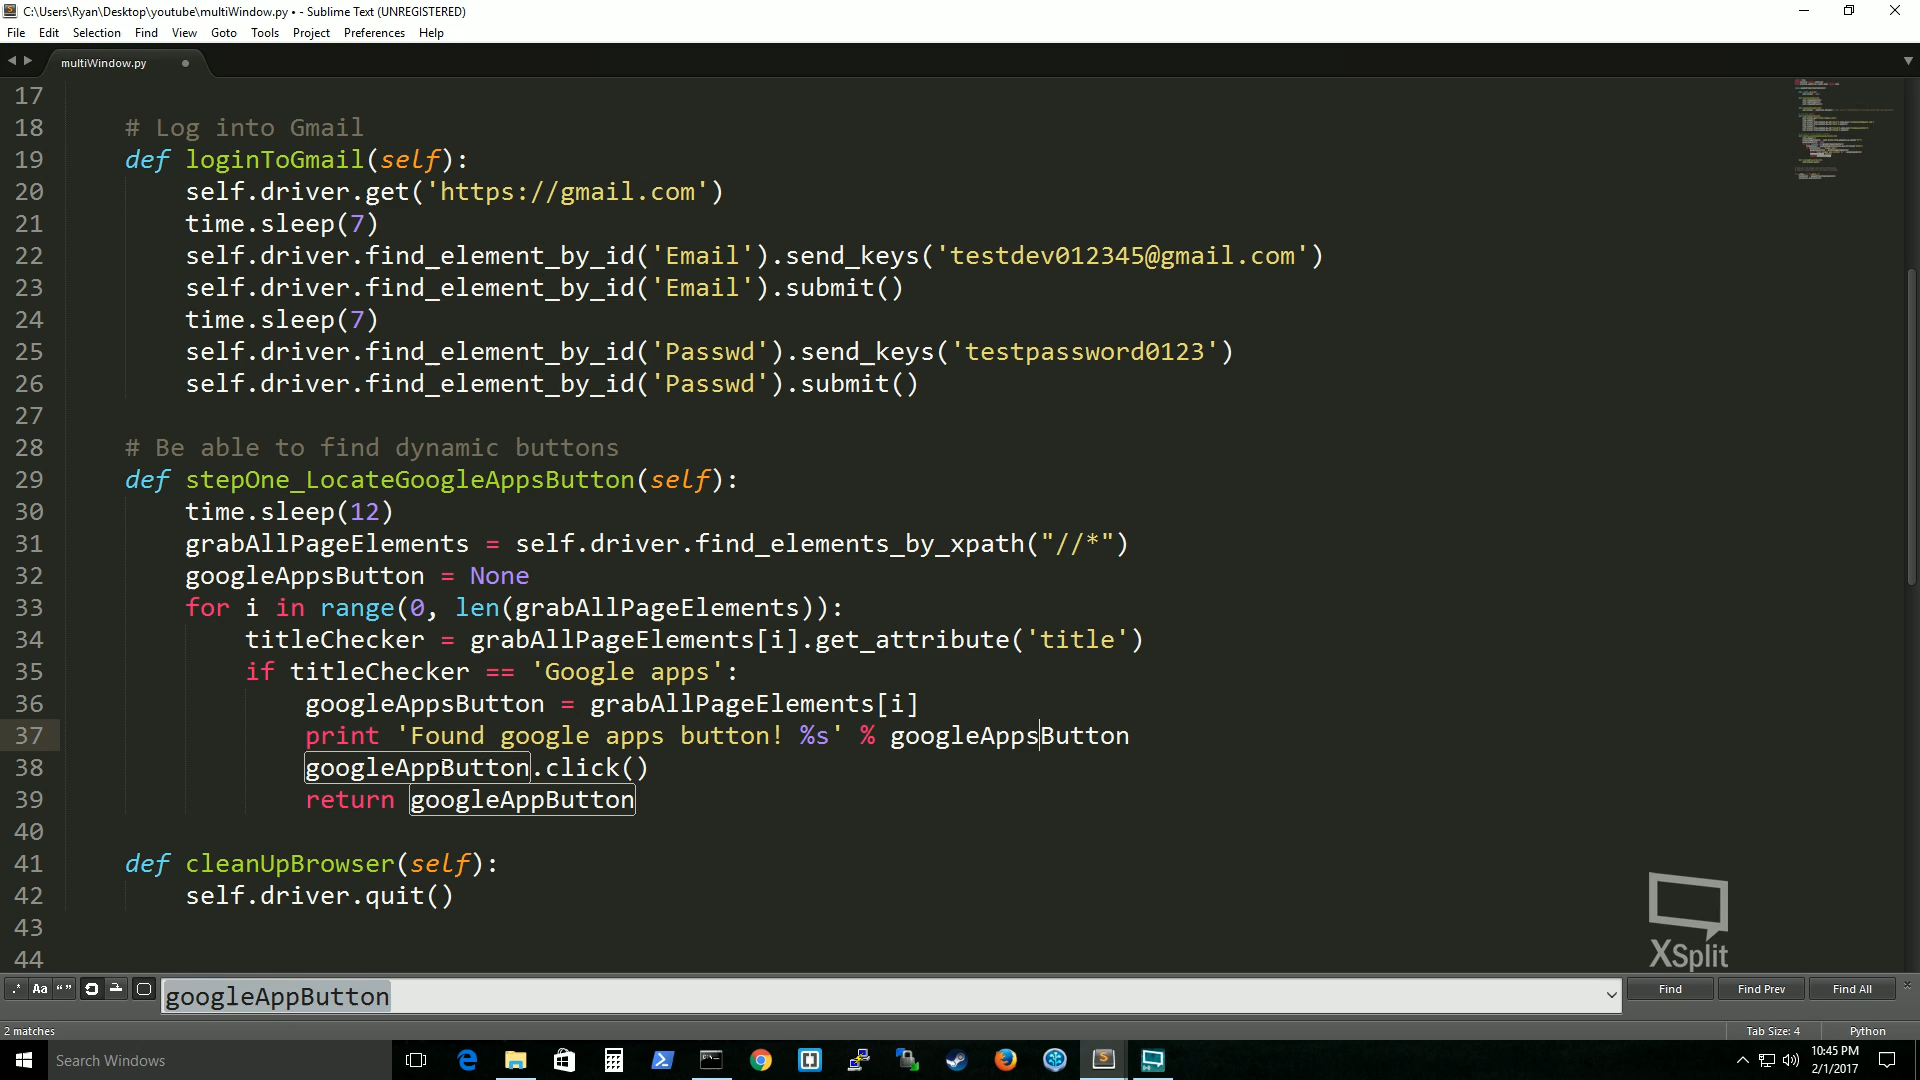 C:\Users\Ryan\Desktop\youtube\multiWindow.py • - Sublime Text (UNREGISTERED)
File Edit Selection Find View Goto Tools Project Preferences Help
multiWindow.py
17
18 # Log into Gmail
19 def loginToGmail(self):
20 self.driver.get('https://gmail.com')
21 time.sleep(7)
22 self.driver.find_element_by_id('Email').send_keys('testdev012345@gmail.com')
23 self.driver.find_element_by_id('Email').submit()
24 time.sleep(7)
25 self.driver.find_element_by_id('Passwd').send_keys('testpassword0123')
26 self.driver.find_element_by_id('Passwd').submit()
27
28 # Be able to find dynamic buttons
29 def stepOne_LocateGoogleAppsButton(self):
30 time.sleep(12)
31 grabAllPageElements = self.driver.find_elements_by_xpath("//*")
32 googleAppsButton = None
33 for i in range(0, len(grabAllPageElements)):
34 titleChecker = grabAllPageElements[i].get_attribute('title')
35 if titleChecker == 'Google apps':
36 googleAppsButton = grabAllPageElements[i]
37 print 'Found google apps button! %s' % googleAppsButton
38 googleAppButton.click()
39 return googleAppButton
40
41 def cleanUpBrowser(self):
42 self.driver.quit()
43
44
XSplit
.* Aa “” googleAppButton Find Find Prev Find All
2 matches Tab Size: 4 Python
Search Windows
10:45 PM
2/1/2017